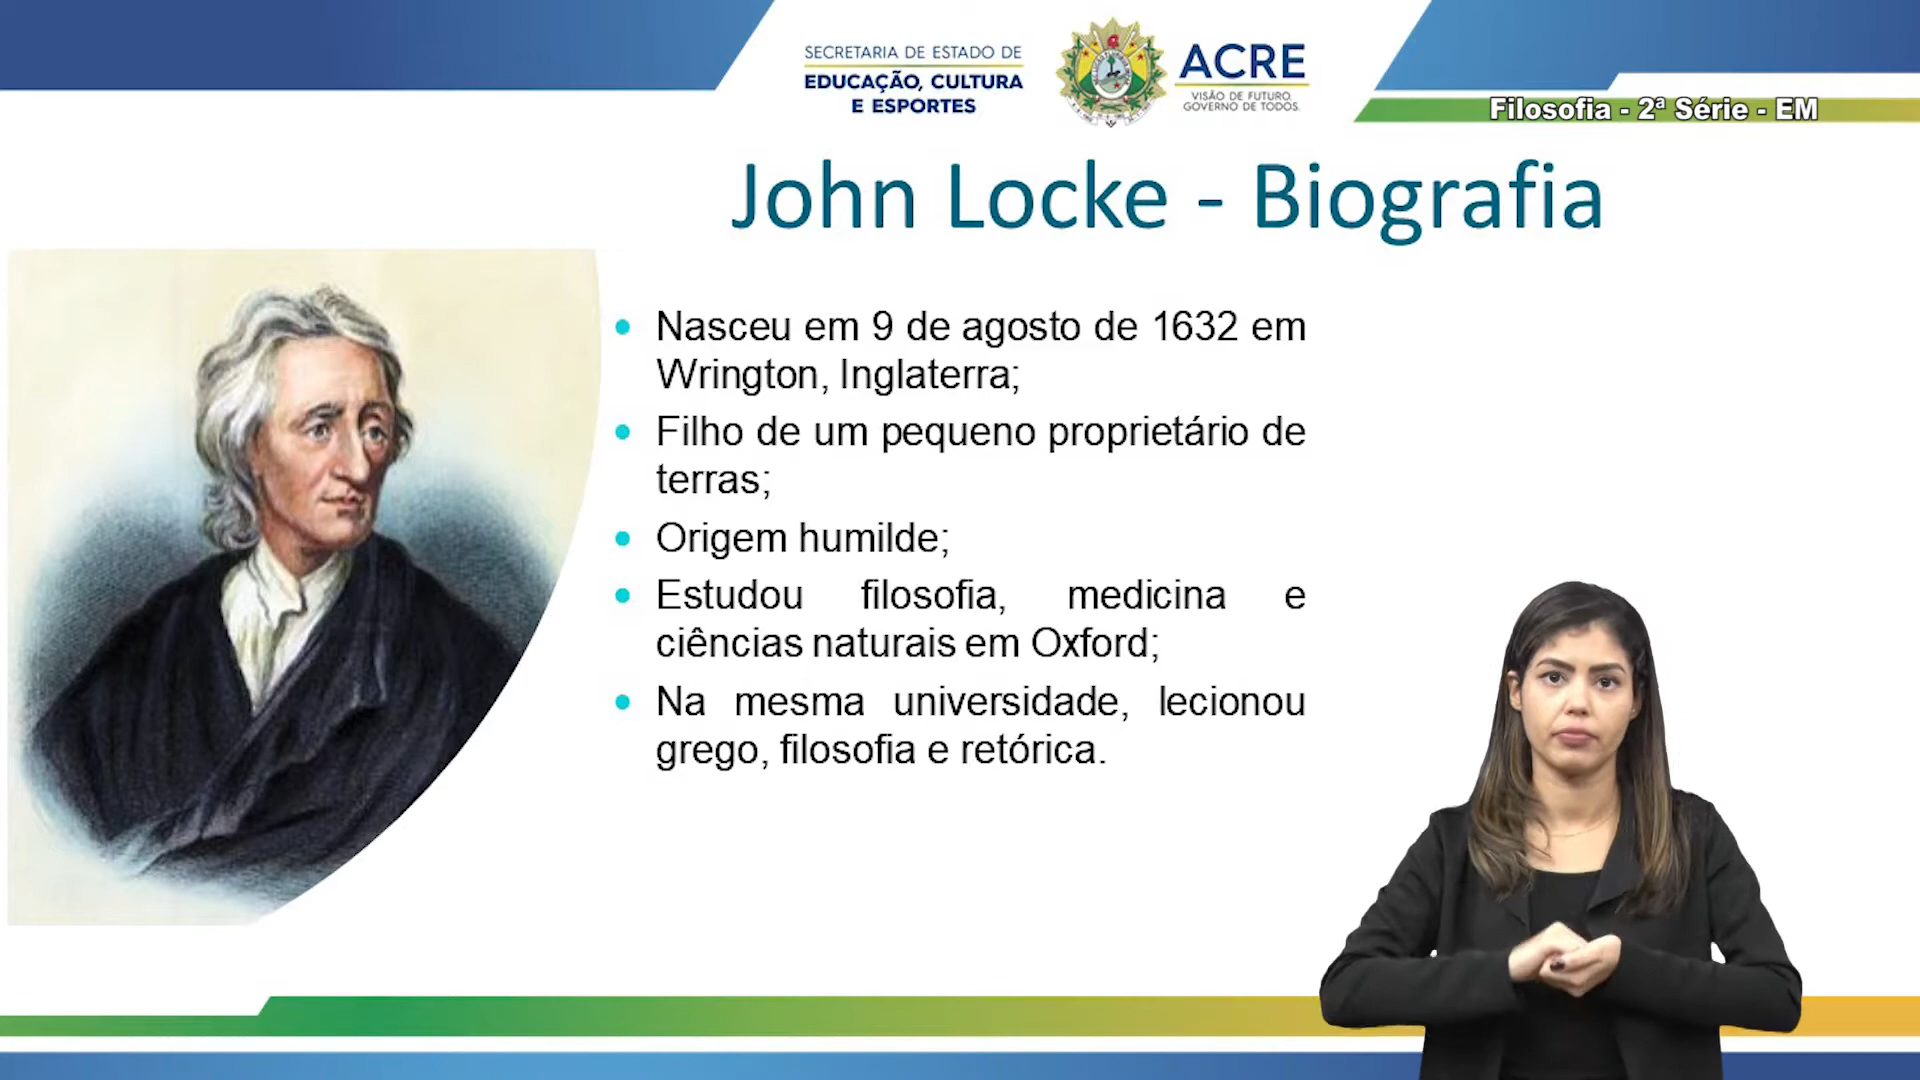 SECRETARIA DE ESTADO DE
EDUCAÇÃO, CULTURA
E ESPORTES
ACRE
VISÃO DE FUTURO.
GOVERNO DE TODOS.
Filosofia - 2ª Série - EM
John Locke - Biografia
Nasceu em 9 de agosto de 1632 em
Wrington, Inglaterra;
Filho de um pequeno proprietário de
terras;
Origem humilde;
Estudou filosofia, medicina e
ciências naturais em Oxford;
Na mesma universidade, lecionou
grego, filosofia e retórica.